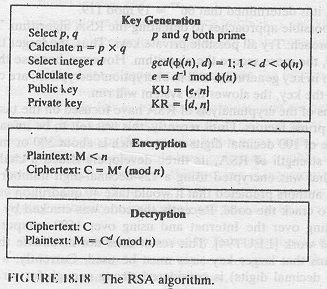 Key Generation
Select p, q p and q both prime
Calculate n = p × q
Select integer d gcd(ϕ(n), d) = 1; 1 < d < ϕ(n)
Calculate e e = d⁻¹ mod ϕ(n)
Public Key KU = {e, n}
Private key KR = {d, n}
Encryption
Plaintext: M < n
Ciphertext: C = Mᵉ (mod n)
Decryption
Ciphertext: C
Plaintext: M = Cᵈ (mod n)
FIGURE 18.18 The RSA algorithm.